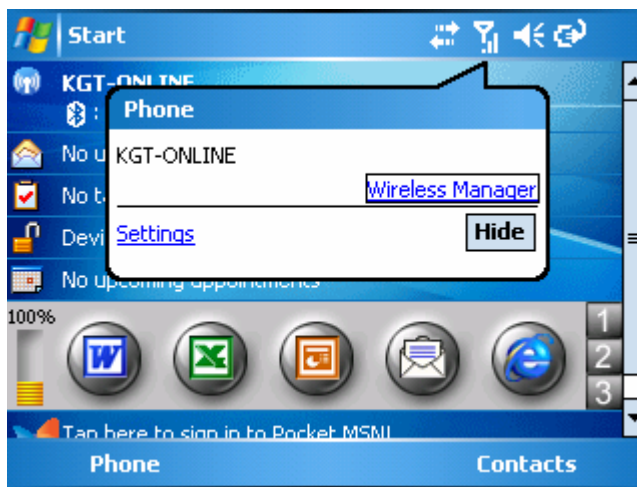 Start
KGT-ONLINE
Phone
KGT-ONLINE
No u
Wireless Manager
No t
Devi
Settings
Hide
No upcoming appointments
100%
1
2
3
Tap here to sign in to Pocket MSN!
Phone
Contacts